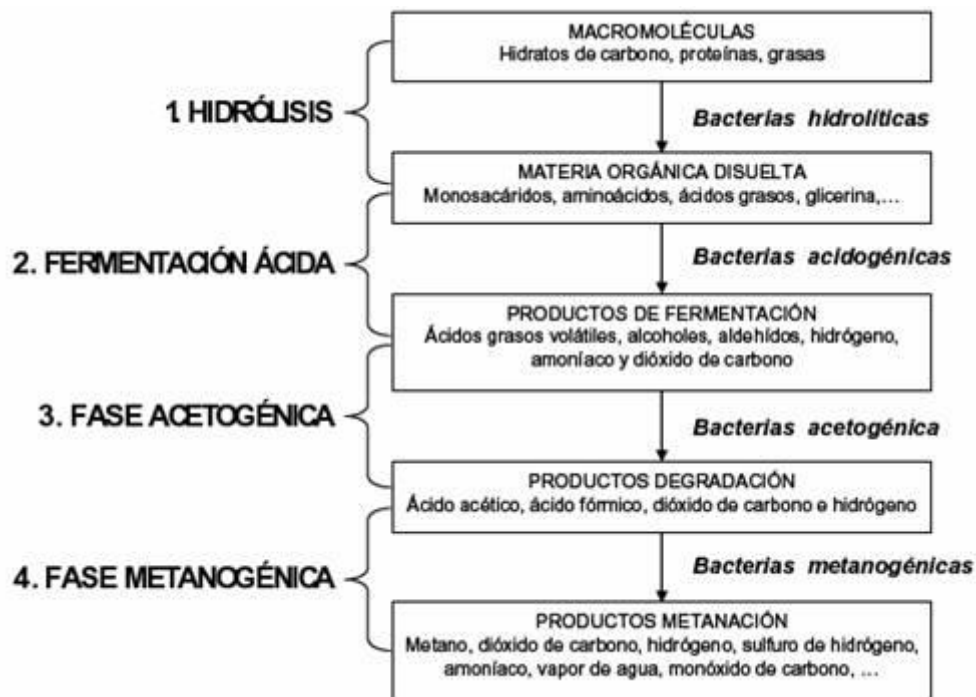 MACROMOLÉCULAS
Hidratos de carbono, proteínas, grasas
1. HIDRÓLISIS
Bacterias hidrolíticas
MATERIA ORGÁNICA DISUELTA
Monosacáridos, aminoácidos, ácidos grasos, glicerina,...
2. FERMENTACIÓN ÁCIDA
Bacterias acidogénicas
PRODUCTOS DE FERMENTACIÓN
Ácidos grasos volátiles, alcoholes, aldehídos, hidrógeno,
amoníaco y dióxido de carbono
3. FASE ACETOGÉNICA
Bacterias acetogénica
PRODUCTOS DEGRADACIÓN
Ácido acético, ácido fórmico, dióxido de carbono e hidrógeno
4. FASE METANOGÉNICA
Bacterias metanogénicas
PRODUCTOS METANACIÓN
Metano, dióxido de carbono, hidrógeno, sulfuro de hidrógeno,
amoníaco, vapor de agua, monóxido de carbono, ...